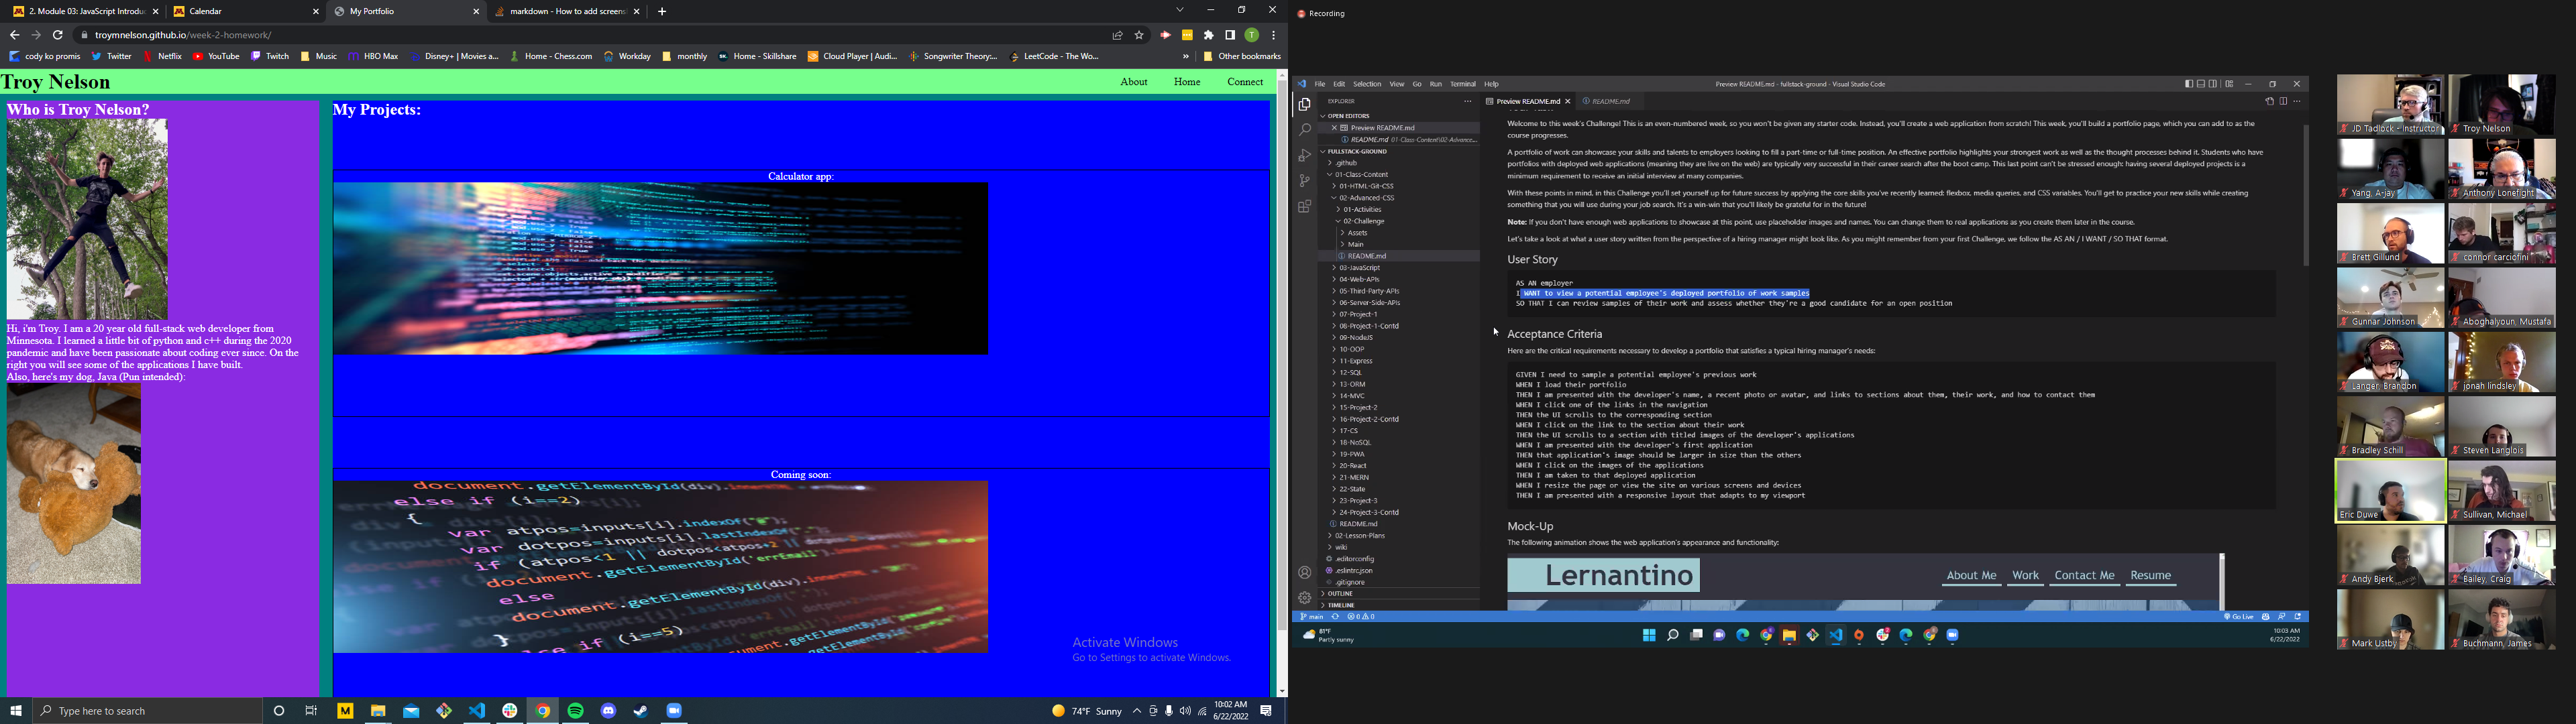 2. Module 03: JavaScript Introduc
Calendar
My Portfolio
markdown - How to add screens
troymnelson.github.io/week-2-homework/
cody ko promis
Twitter
Netflix
YouTube
Twitch
Music
HBO Max
Disney+ | Movies a...
Home - Chess.com
Workday
monthly
Home - Skillshare
Cloud Player | Audi...
Songwriter Theory:...
LeetCode - The Wo...
»
Other bookmarks
Troy Nelson
About
Home
Connect
Who is Troy Nelson?
Hi, i'm Troy. I am a 20 year old full-stack web developer from
Minnesota. I learned a little bit of python and c++ during the 2020
pandemic and have been passionate about coding ever since. On the
right you will see some of the applications I have built.
Also, here's my dog, Java (Pun intended):
My Projects:
Calculator app:
Coming soon:
document.getElementById(div).innerHTML
else if (i==2)
{
var atpos=inputs[i].indexOf("@");
var dotpos=inputs[i].lastIndexOf(
if (atpos<1 || dotpos<atpos+2
document.getElementById('errEmail')
else
document.getElementById(div).
}
else if (i==5)
Activate Windows
Go to Settings to activate Windows.
Type here to search
74°F Sunny
10:02 AM
6/22/2022
Recording
File Edit Selection View Go Run Terminal Help
Preview README.md - fullstack-ground - Visual Studio Code
EXPLORER
OPEN EDITORS
Preview README.md
README.md 01-Class-Content\02-Advance...
FULLSTACK-GROUND
.github
01-Class-Content
01-HTML-Git-CSS
02-Advanced-CSS
01-Activities
02-Challenge
Assets
Main
README.md
03-JavaScript
04-Web-APIs
05-Third-Party-APIs
06-Server-Side-APIs
07-Project-1
08-Project-1-Contd
09-NodeJS
10-OOP
11-Express
12-SQL
13-ORM
14-MVC
15-Project-2
16-Project-2-Contd
17-CS
18-NoSQL
19-PWA
20-React
21-MERN
22-State
23-Project-3
24-Project-3-Contd
README.md
02-Lesson-Plans
wiki
.editorconfig
.eslintrc.json
.gitignore
OUTLINE
TIMELINE
Preview README.md
README.md
Welcome to this week's Challenge! This is an even-numbered week, so you won't be given any starter code. Instead, you'll create a web application from scratch! This week, you'll build a portfolio page, which you can add to as the
course progresses.
A portfolio of work can showcase your skills and talents to employers looking to fill a part-time or full-time position. An effective portfolio highlights your strongest work as well as the thought processes behind it. Students who have
portfolios with deployed web applications (meaning they are live on the web) are typically very successful in their career search after the boot camp. This last point can't be stressed enough: having several deployed projects is a
minimum requirement to receive an initial interview at many companies.
With these points in mind, in this Challenge you'll set yourself up for future success by applying the core skills you've recently learned: flexbox, media queries, and CSS variables. You'll get to practice your new skills while creating
something that you will use during your job search. It's a win-win that you'll likely be grateful for in the future!
Note: If you don't have enough web applications to showcase at this point, use placeholder images and names. You can change them to real applications as you create them later in the course.
Let's take a look at what a user story written from the perspective of a hiring manager might look like. As you might remember from your first Challenge, we follow the AS AN / I WANT / SO THAT format.
User Story
AS AN employer
I WANT to view a potential employee's deployed portfolio of work samples
SO THAT I can review samples of their work and assess whether they're a good candidate for an open position
Acceptance Criteria
Here are the critical requirements necessary to develop a portfolio that satisfies a typical hiring manager's needs:
GIVEN I need to sample a potential employee's previous work
WHEN I load their portfolio
THEN I am presented with the developer's name, a recent photo or avatar, and links to sections about them, their work, and how to contact them
WHEN I click one of the links in the navigation
THEN the UI scrolls to the corresponding section
WHEN I click on the link to the section about their work
THEN the UI scrolls to a section with titled images of the developer's applications
WHEN I am presented with the developer's first application
THEN that application's image should be larger in size than the others
WHEN I click on the images of the applications
THEN I am taken to that deployed application
WHEN I resize the page or view the site on various screens and devices
THEN I am presented with a responsive layout that adapts to my viewport
Mock-Up
The following animation shows the web application's appearance and functionality:
Lernantino
About Me
Work
Contact Me
Resume
main
0 0
Go Live
81°F
Partly sunny
10:03 AM
6/22/2022
JD Tadlock - Instructor
Troy Nelson
Yang, A-jay
Anthony Lonefight
Brett Gillund
connor carciofini
Gunnar Johnson
Aboghalyoun, Mustafa
Langer, Brandon
jonah lindsley
Bradley Schill
Steven Langlois
Eric Duwe
Sullivan, Michael
Andy Bjerk
Bailey, Craig
Mark Ustby
Buchmann, James